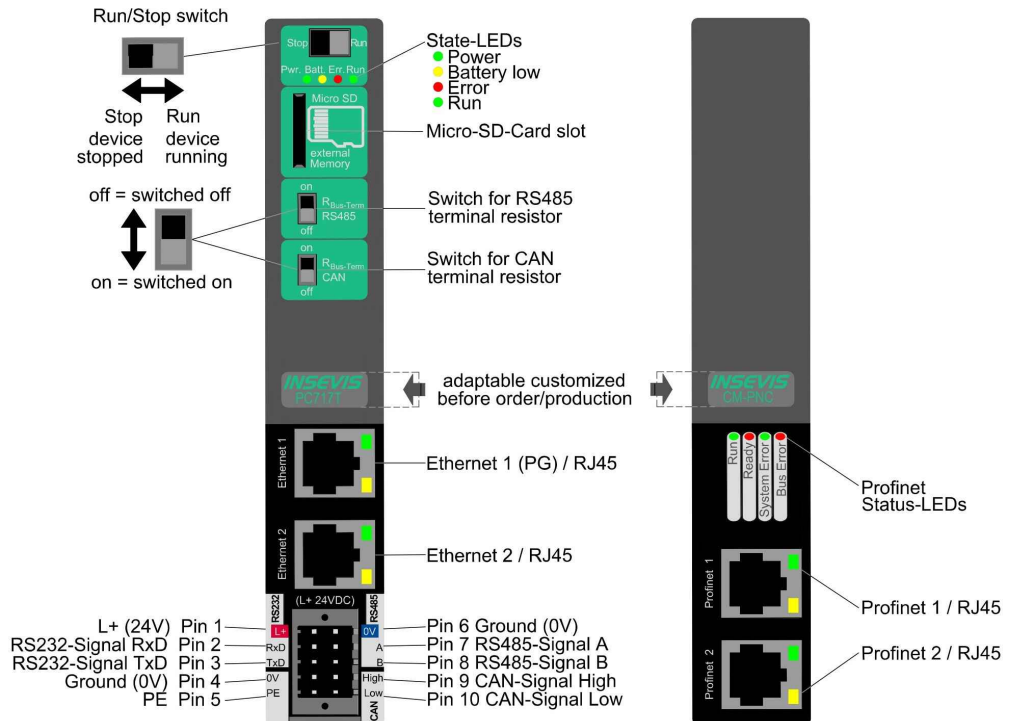 Run/Stop switch
Stop
device
stopped
Run
device
running
off = switched off
on = switched on
Stop
Run
Pwr. Batt. Err. Run
Micro SD
external
Memory
on
RBus-Term
RS485
off
on
RBus-Term
CAN
off
State-LEDs
Power
Battery low
Error
Run
Micro-SD-Card slot
Switch for RS485
terminal resistor
Switch for CAN
terminal resistor
INSEVIS
PC717T
adaptable customized
before order/production
INSEVIS
CM-PNC
Ethernet 1
Ethernet 1 (PG) / RJ45
Ethernet 2
Ethernet 2 / RJ45
RS232
(L+ 24VDC)
RS485
L+ (24V) Pin 1
RS232-Signal RxD Pin 2
RS232-Signal TxD Pin 3
Ground (0V) Pin 4
PE Pin 5
L+
RxD
TxD
0V
PE
0V
A
B
High
Low
CAN
Pin 6 Ground (0V)
Pin 7 RS485-Signal A
Pin 8 RS485-Signal B
Pin 9 CAN-Signal High
Pin 10 CAN-Signal Low
Run
Ready
System Error
Bus Error
Profinet
Status-LEDs
Profinet 1
Profinet 1 / RJ45
Profinet 2
Profinet 2 / RJ45